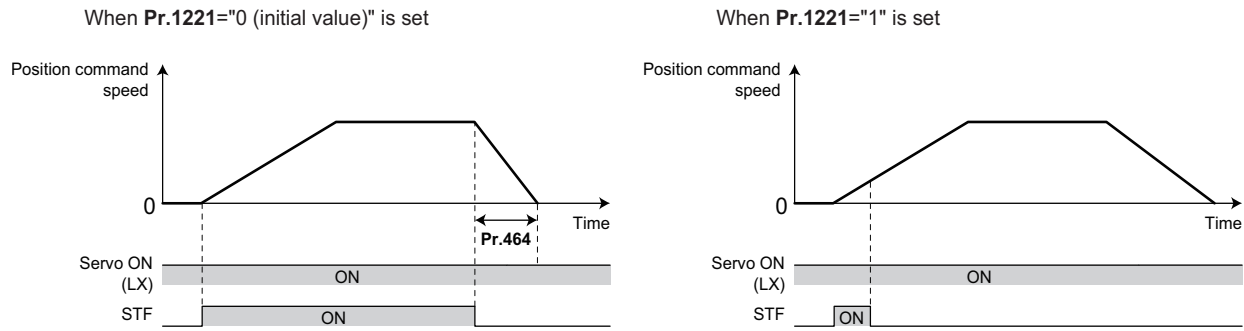 When Pr.1221="0 (initial value)" is set
Position command
speed
0
Time
Pr.464
Servo ON
(LX)
ON
STF
ON
When Pr.1221="1" is set
Position command
speed
0
Time
Servo ON
(LX)
ON
STF
ON